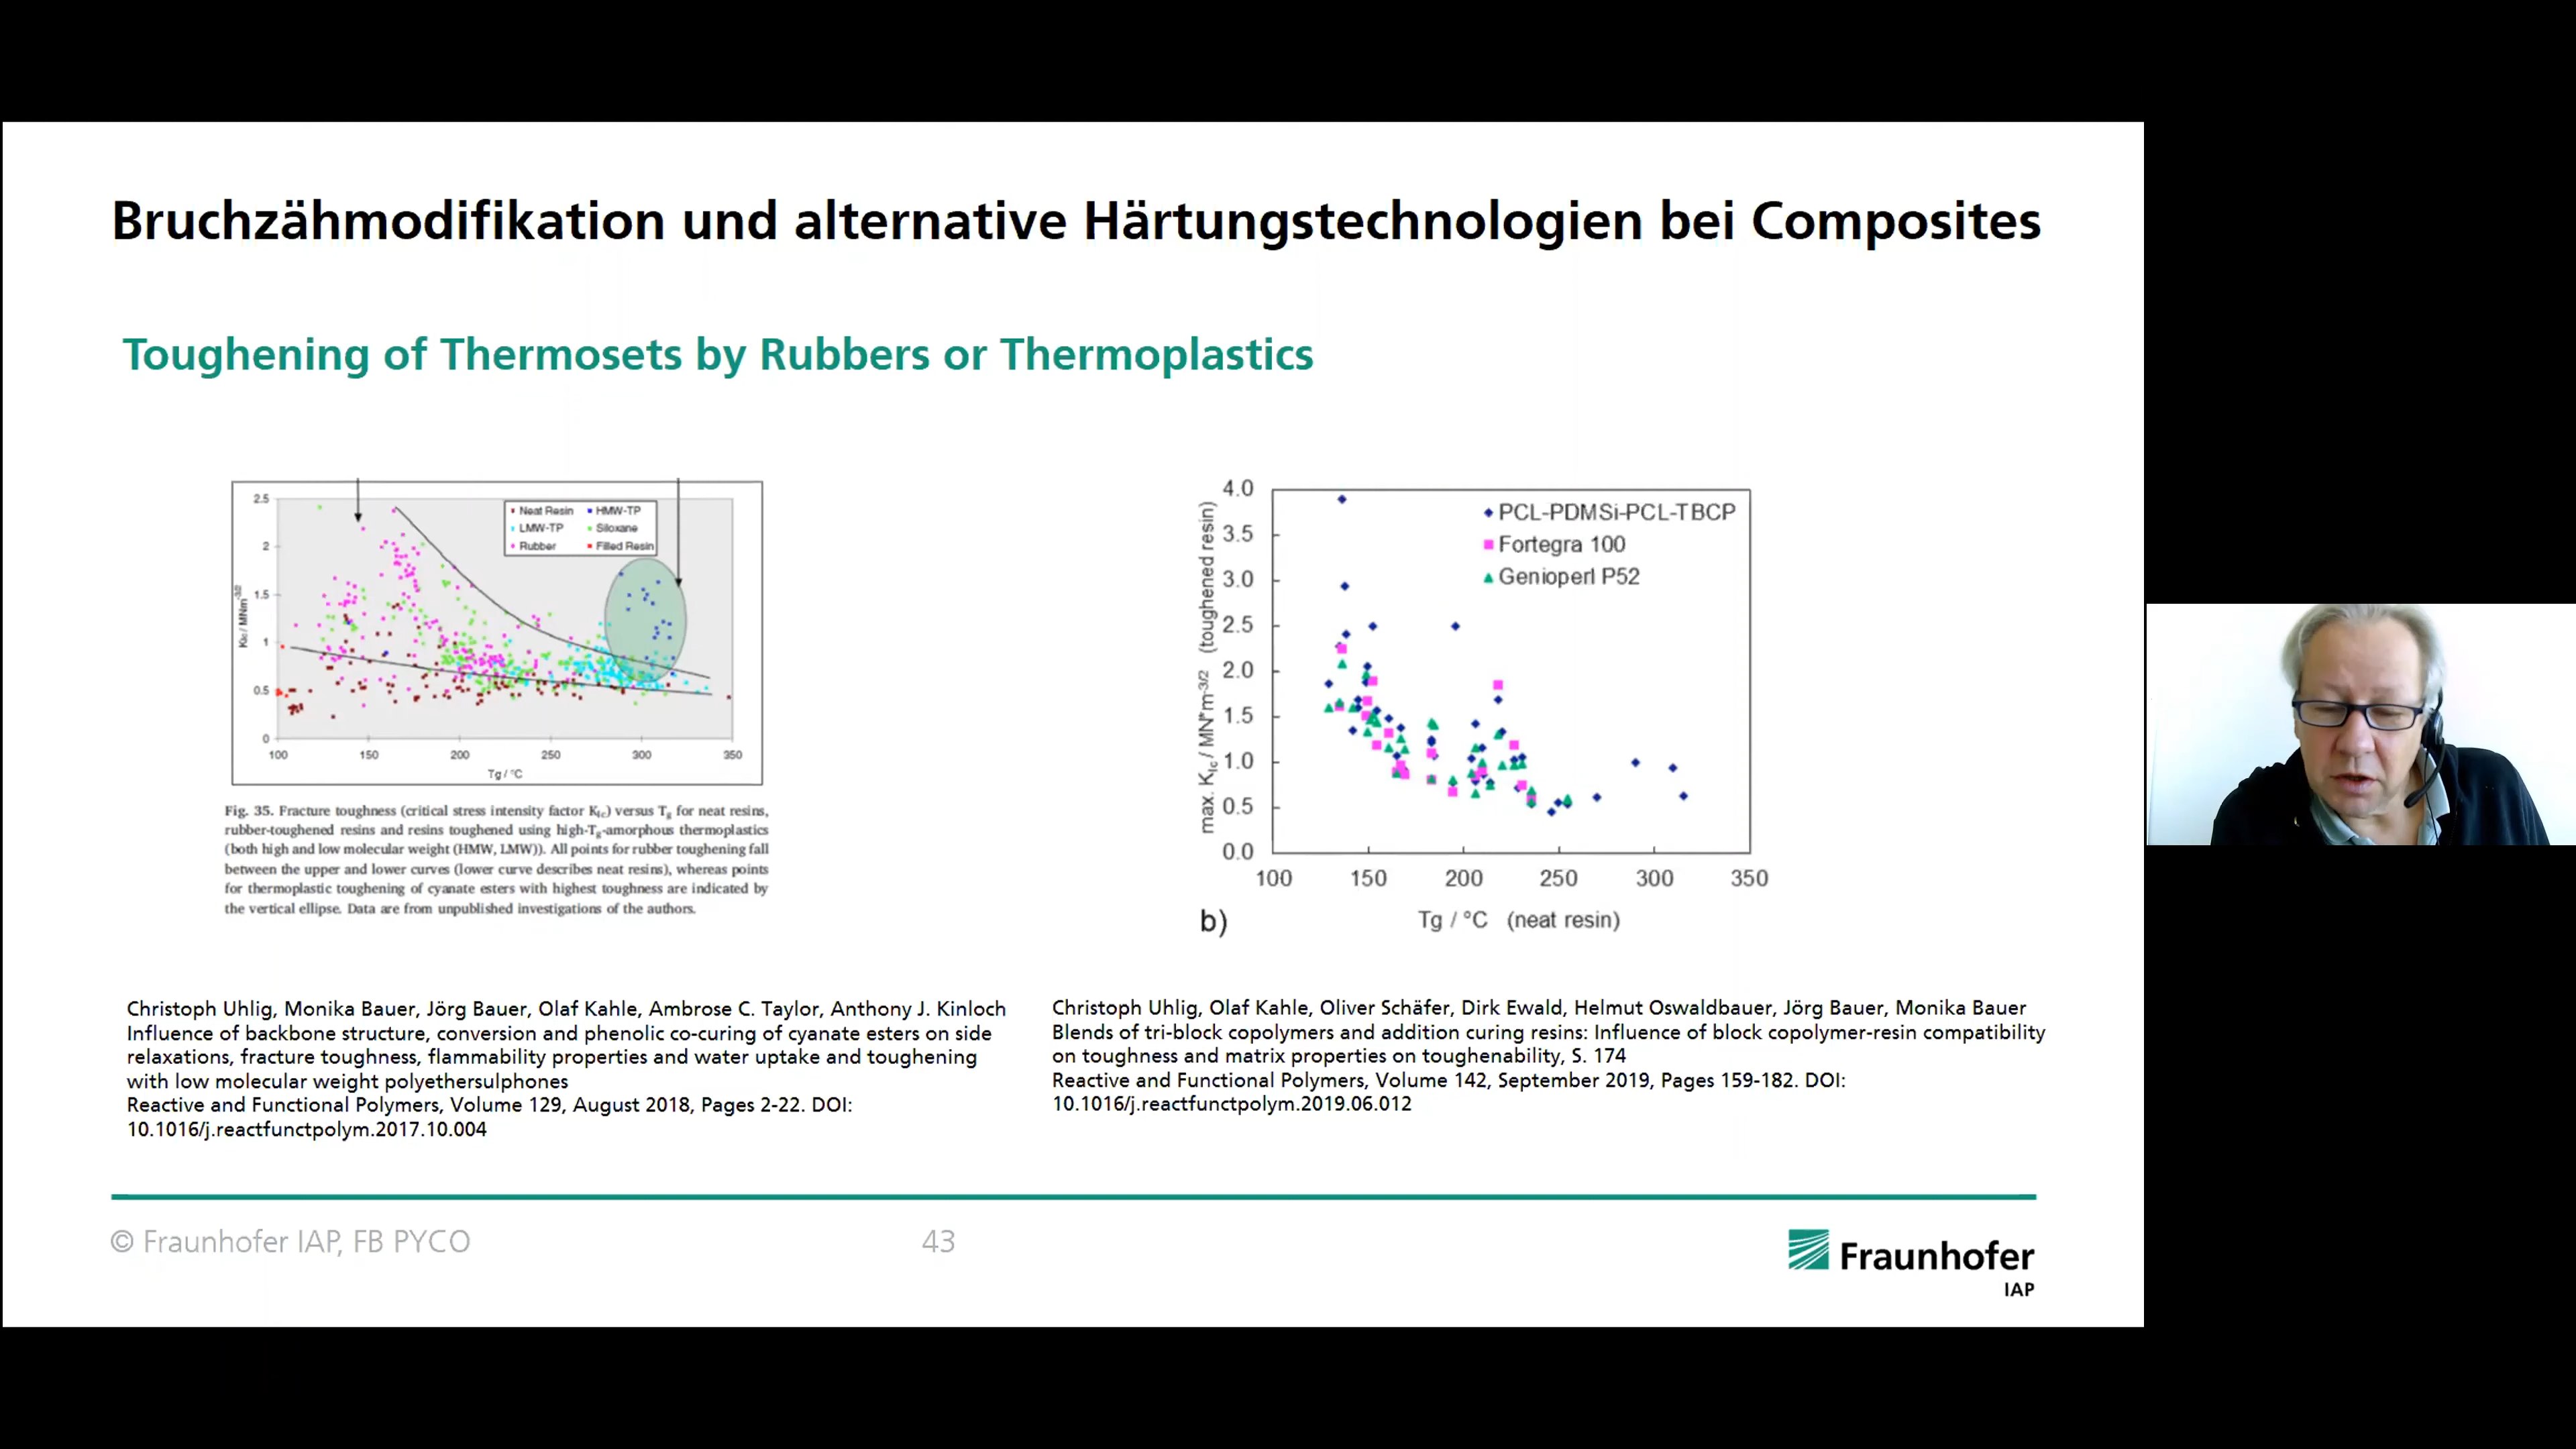 Bruchzähmodifikation und alternative Härtungstechnologien bei Composites
Toughening of Thermosets by Rubbers or Thermoplastics
2.5
2
1.5
1
0.5
0
K_Ic / MNm^-3/2
Neat Resin
HMW-TP
LMW-TP
Siloxane
Rubber
Filled Resin
100 150 200 250 300 350
Tg / °C
Fig. 35. Fracture toughness (critical stress intensity factor K_Ic) versus T_g for neat resins,
rubber-toughened resins and resins toughened using high-T_g-amorphous thermoplastics
(both high and low molecular weight (HMW, LMW)). All points for rubber toughening fall
between the upper and lower curves (lower curve describes neat resins), whereas points
for thermoplastic toughening of cyanate esters with highest toughness are indicated by
the vertical ellipse. Data are from unpublished investigations of the authors.
max. K_Ic / MN*m^-3/2 (toughened resin)
4.0
3.5
3.0
2.5
2.0
1.5
1.0
0.5
0.0
PCL-PDMSi-PCL-TBCP
Fortegra 100
Genioperl P52
100 150 200 250 300 350
b)
Tg / °C (neat resin)
Christoph Uhlig, Monika Bauer, Jörg Bauer, Olaf Kahle, Ambrose C. Taylor, Anthony J. Kinloch
Influence of backbone structure, conversion and phenolic co-curing of cyanate esters on side
relaxations, fracture toughness, flammability properties and water uptake and toughening
with low molecular weight polyethersulphones
Reactive and Functional Polymers, Volume 129, August 2018, Pages 2-22. DOI:
10.1016/j.reactfunctpolym.2017.10.004
Christoph Uhlig, Olaf Kahle, Oliver Schäfer, Dirk Ewald, Helmut Oswaldbauer, Jörg Bauer, Monika Bauer
Blends of tri-block copolymers and addition curing resins: Influence of block copolymer-resin compatibility
on toughness and matrix properties on toughenability, S. 174
Reactive and Functional Polymers, Volume 142, September 2019, Pages 159-182. DOI:
10.1016/j.reactfunctpolym.2019.06.012
© Fraunhofer IAP, FB PYCO
43
Fraunhofer
IAP